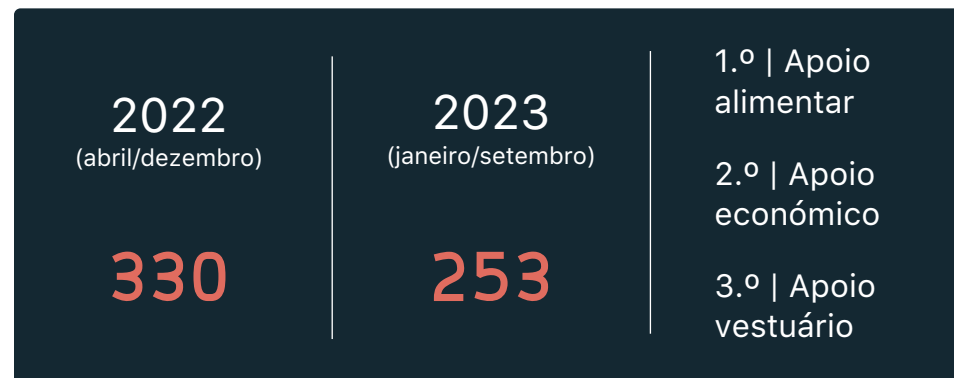 2022
(abril/dezembro)
330
2023
(janeiro/setembro)
253
1.º | Apoio
alimentar
2.º | Apoio
económico
3.º | Apoio
vestuário